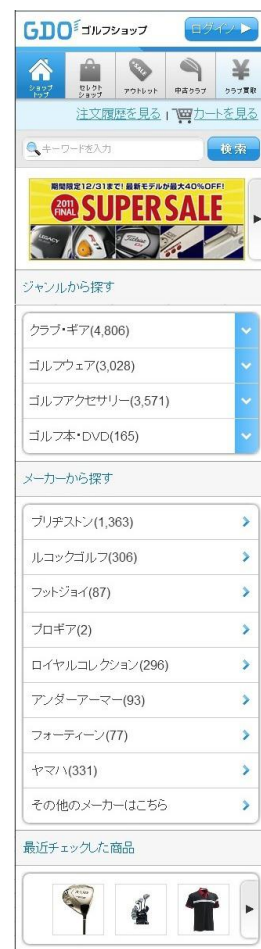 GDO ゴルフショップ
ログイン
ショップトップ
セレクトショップ
アウトレット
中古クラブ
クラブ買取
注文履歴を見る | カートを見る
キーワードを入力
検索
期間限定12/31まで! 最新モデルが最大40%OFF!
2011 FINAL SUPER SALE
LEGACY
Titleist
ジャンルから探す
クラブ・ギア(4,806)
ゴルフウェア(3,028)
ゴルフアクセサリー(3,571)
ゴルフ本・DVD(165)
メーカーから探す
ブリヂストン(1,363)
ルコックゴルフ(306)
フットジョイ(87)
プロギア(2)
ロイヤルコレクション(296)
アンダーアーマー(93)
フォーティーン(77)
ヤマハ(331)
その他のメーカーはこちら
最近チェックした商品